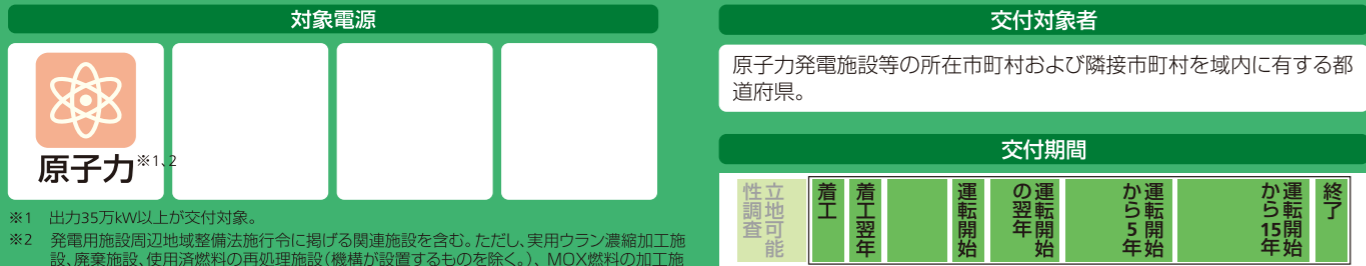 対象電源
原子力※1、2
※1 出力35万kW以上が交付対象。
※2 発電用施設周辺地域整備法施行令に掲げる関連施設を含む。ただし、実用ウラン濃縮加工施
設、廃棄施設、使用済燃料の再処理施設(機構が設置するものを除く。)、MOX燃料の加工施
交付対象者
原子力発電施設等の所在市町村および隣接市町村を域内に有する都
道府県。
交付期間
立地可能
性調査
着工
着工翌年
運転開始
運転開始
の翌年
運転開始
から5年
運転開始
から15年
終了